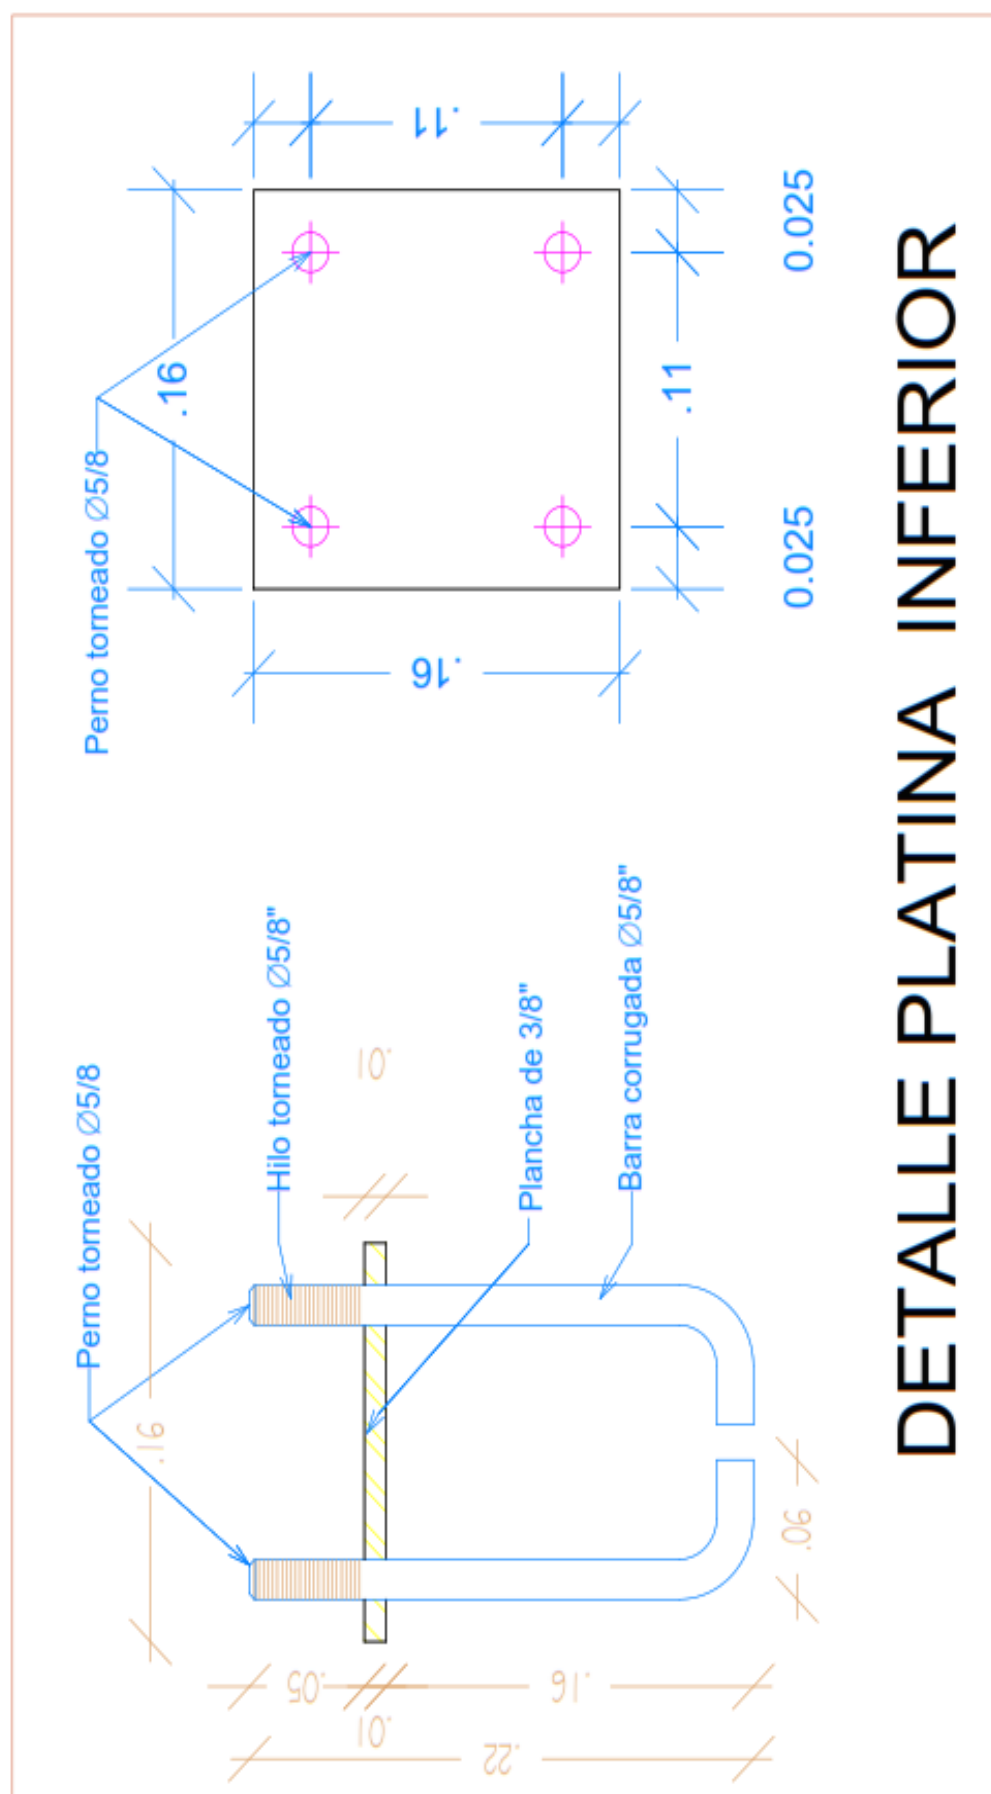 .11
.16
Perno torneado Ø5/8
.11
0.025
0.025
.16
Perno torneado Ø5/8
Hilo torneado Ø5/8"
.01
Plancha de 3/8"
Barra corrugada Ø5/8"
.16
.06
.05
.01
.16
.22
DETALLE PLATINA INFERIOR